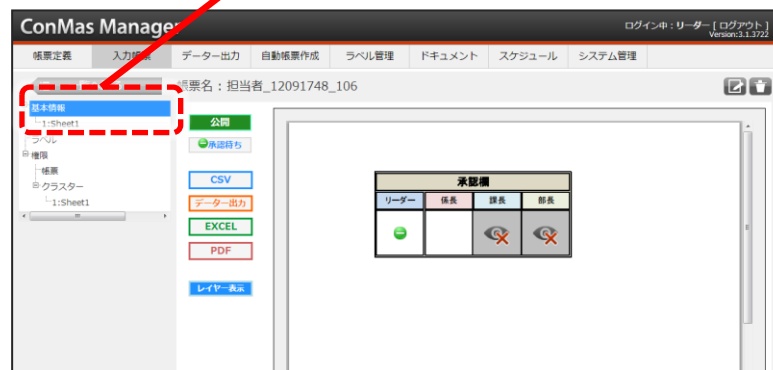 ConMas Manager
ログイン中：リーダー [ ログアウト ]
Version:3.1.3722
帳票定義 入力帳票 データー出力 自動帳票作成 ラベル管理 ドキュメント スケジュール システム管理
帳票名：担当者_12091748_106
基本情報
1:Sheet1
ラベル
権限
帳票
クラスター
1:Sheet1
公開
承認待ち
CSV
データー出力
EXCEL
PDF
レイヤー表示
承認欄
リーダー 係長 課長 部長